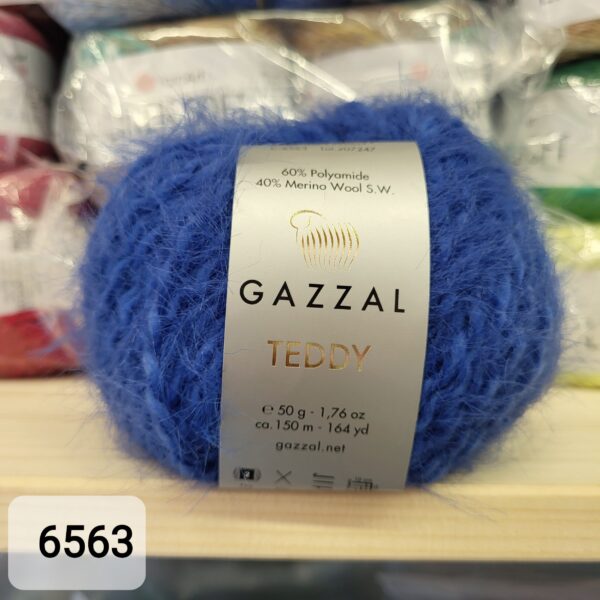 60% Polyamide
40% Merino Wool S.W.
GAZZAL
TEDDY
℮ 50 g - 1,76 oz
ca.150 m - 164 yd
gazzal.net
6563